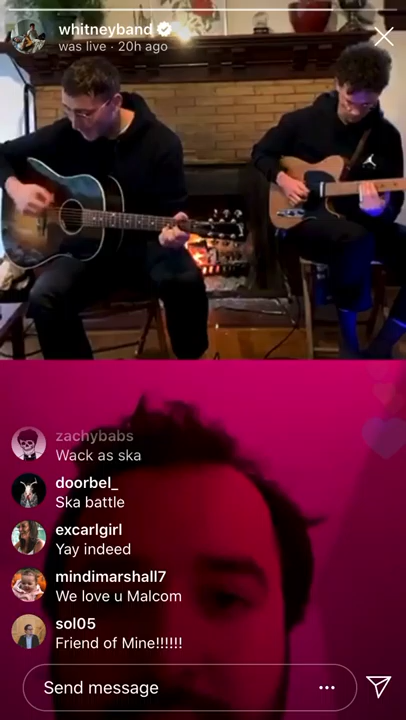 whitneyband
was live · 20h ago
zachybabs
Wack as ska
doorbel_
Ska battle
excarlgirl
Yay indeed
mindimarshall7
We love u Malcom
sol05
Friend of Mine!!!!!!
Send message